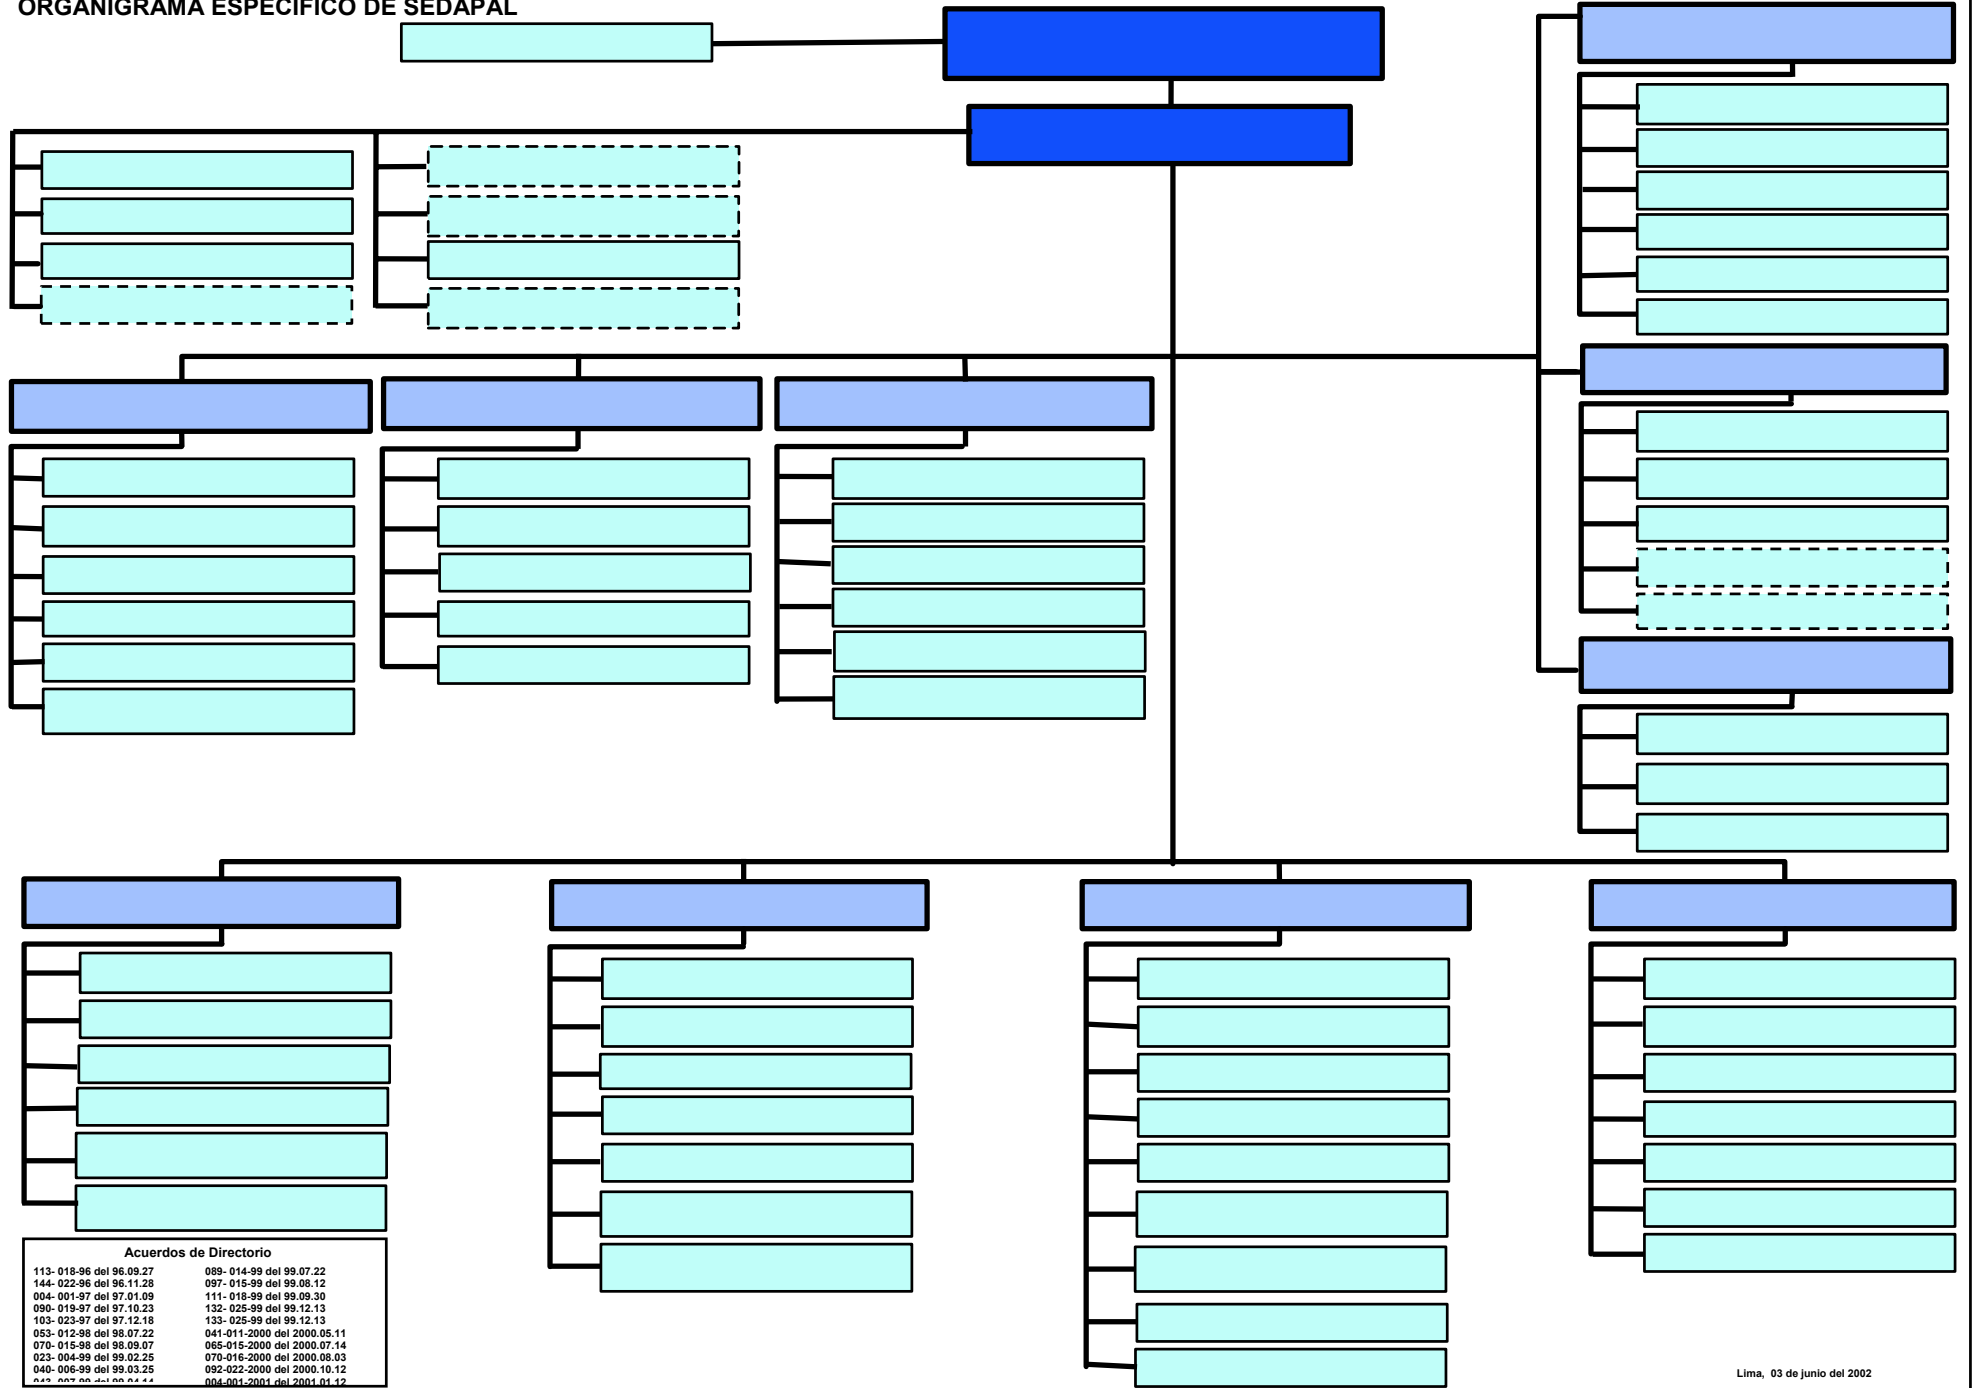 ORGANIGRAMA ESPECIFICO DE SEDAPAL
Acuerdos de Directorio
113- 018-96 del 96.09.27
144- 022-96 del 96.11.28
004- 001-97 del 97.01.09
090- 019-97 del 97.10.23
103- 023-97 del 97.12.18
053- 012-98 del 98.07.22
070- 015-98 del 98.09.07
023- 004-99 del 99.02.25
040- 006-99 del 99.03.25
043- 007-99 del 99.04.14
089- 014-99 del 99.07.22
097- 015-99 del 99.08.12
111- 018-99 del 99.09.30
132- 025-99 del 99.12.13
133- 025-99 del 99.12.13
041-011-2000 del 2000.05.11
065-015-2000 del 2000.07.14
070-016-2000 del 2000.08.03
092-022-2000 del 2000.10.12
004-001-2001 del 2001.01.12
Lima, 03 de junio del 2002